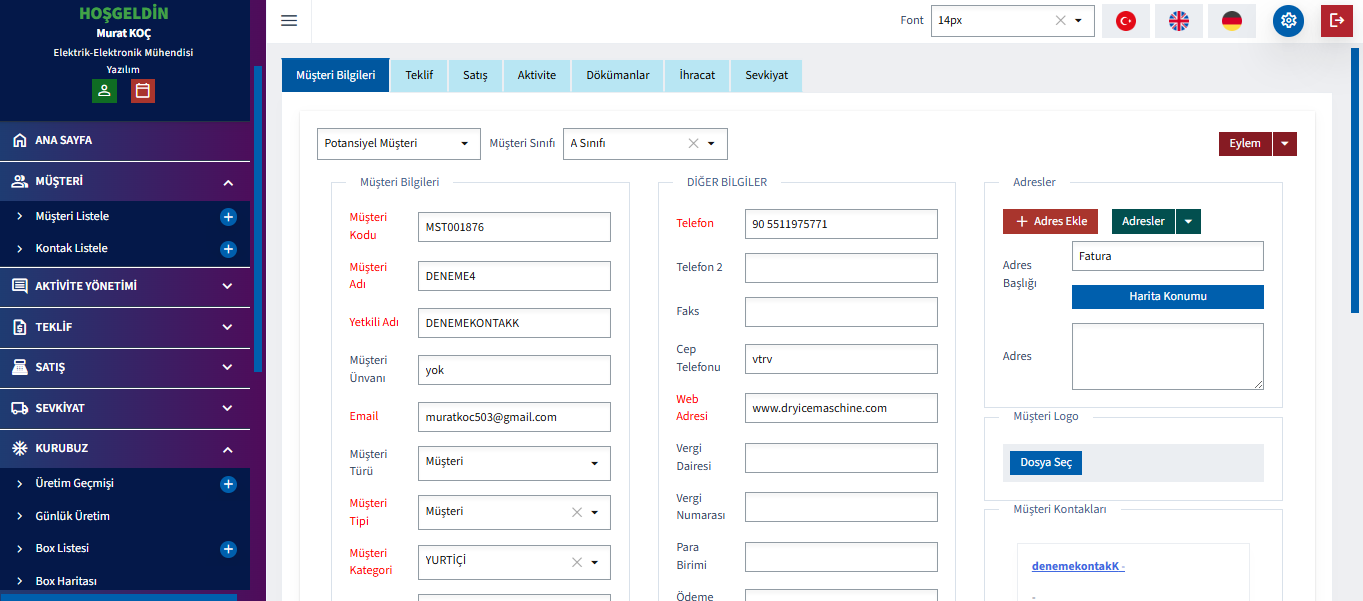 HOŞGELDİN
Murat KOÇ
Elektrik-Elektronik Mühendisi
Yazılım
ANA SAYFA
MÜŞTERİ
Müşteri Listele
Kontak Listele
AKTİVİTE YÖNETİMİ
TEKLİF
SATIŞ
SEVKİYAT
KURUBUZ
Üretim Geçmişi
Günlük Üretim
Box Listesi
Box Haritası
Font 14px
Müşteri Bilgileri Teklif Satış Aktivite Dökümanlar İhracat Sevkiyat
Potansiyel Müşteri Müşteri Sınıfı A Sınıfı
Eylem
Müşteri Bilgileri
Müşteri
Kodu
MST001876
Müşteri
Adı
DENEME4
Yetkili Adı
DENEMEKONTAKK
Müşteri
Ünvanı
yok
Email
muratkoc503@gmail.com
Müşteri
Türü
Müşteri
Müşteri
Tipi
Müşteri
Müşteri
Kategori
YURTİÇİ
DİĞER BİLGİLER
Telefon
90 5511975771
Telefon 2
Faks
Cep
Telefonu
vtrv
Web
Adresi
www.dryicemaschine.com
Vergi
Dairesi
Vergi
Numarası
Para
Birimi
Ödeme
Adresler
Adres Ekle
Adresler
Adres
Başlığı
Fatura
Harita Konumu
Adres
Müşteri Logo
Dosya Seç
Müşteri Kontakları
denemekontakK -
-